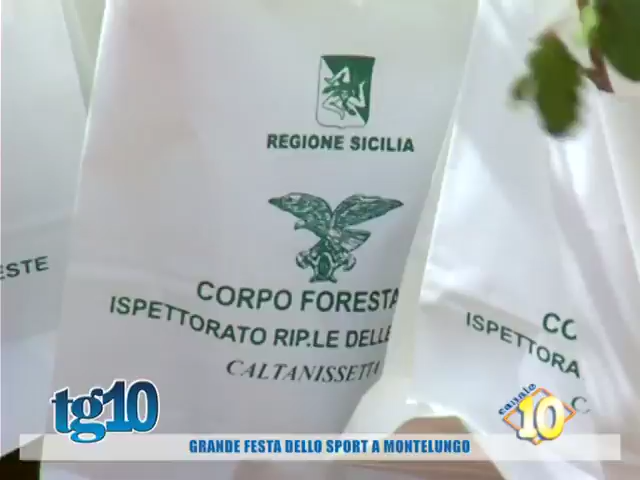 REGIONE SICILIA
CORPO FORESTA
ISPETTORATO RIP.LE DELLE
CALTANISSETTA
ESTE
CO
ISPETTORA
C
tg10
canale 10
GRANDE FESTA DELLO SPORT A MONTELUNGO